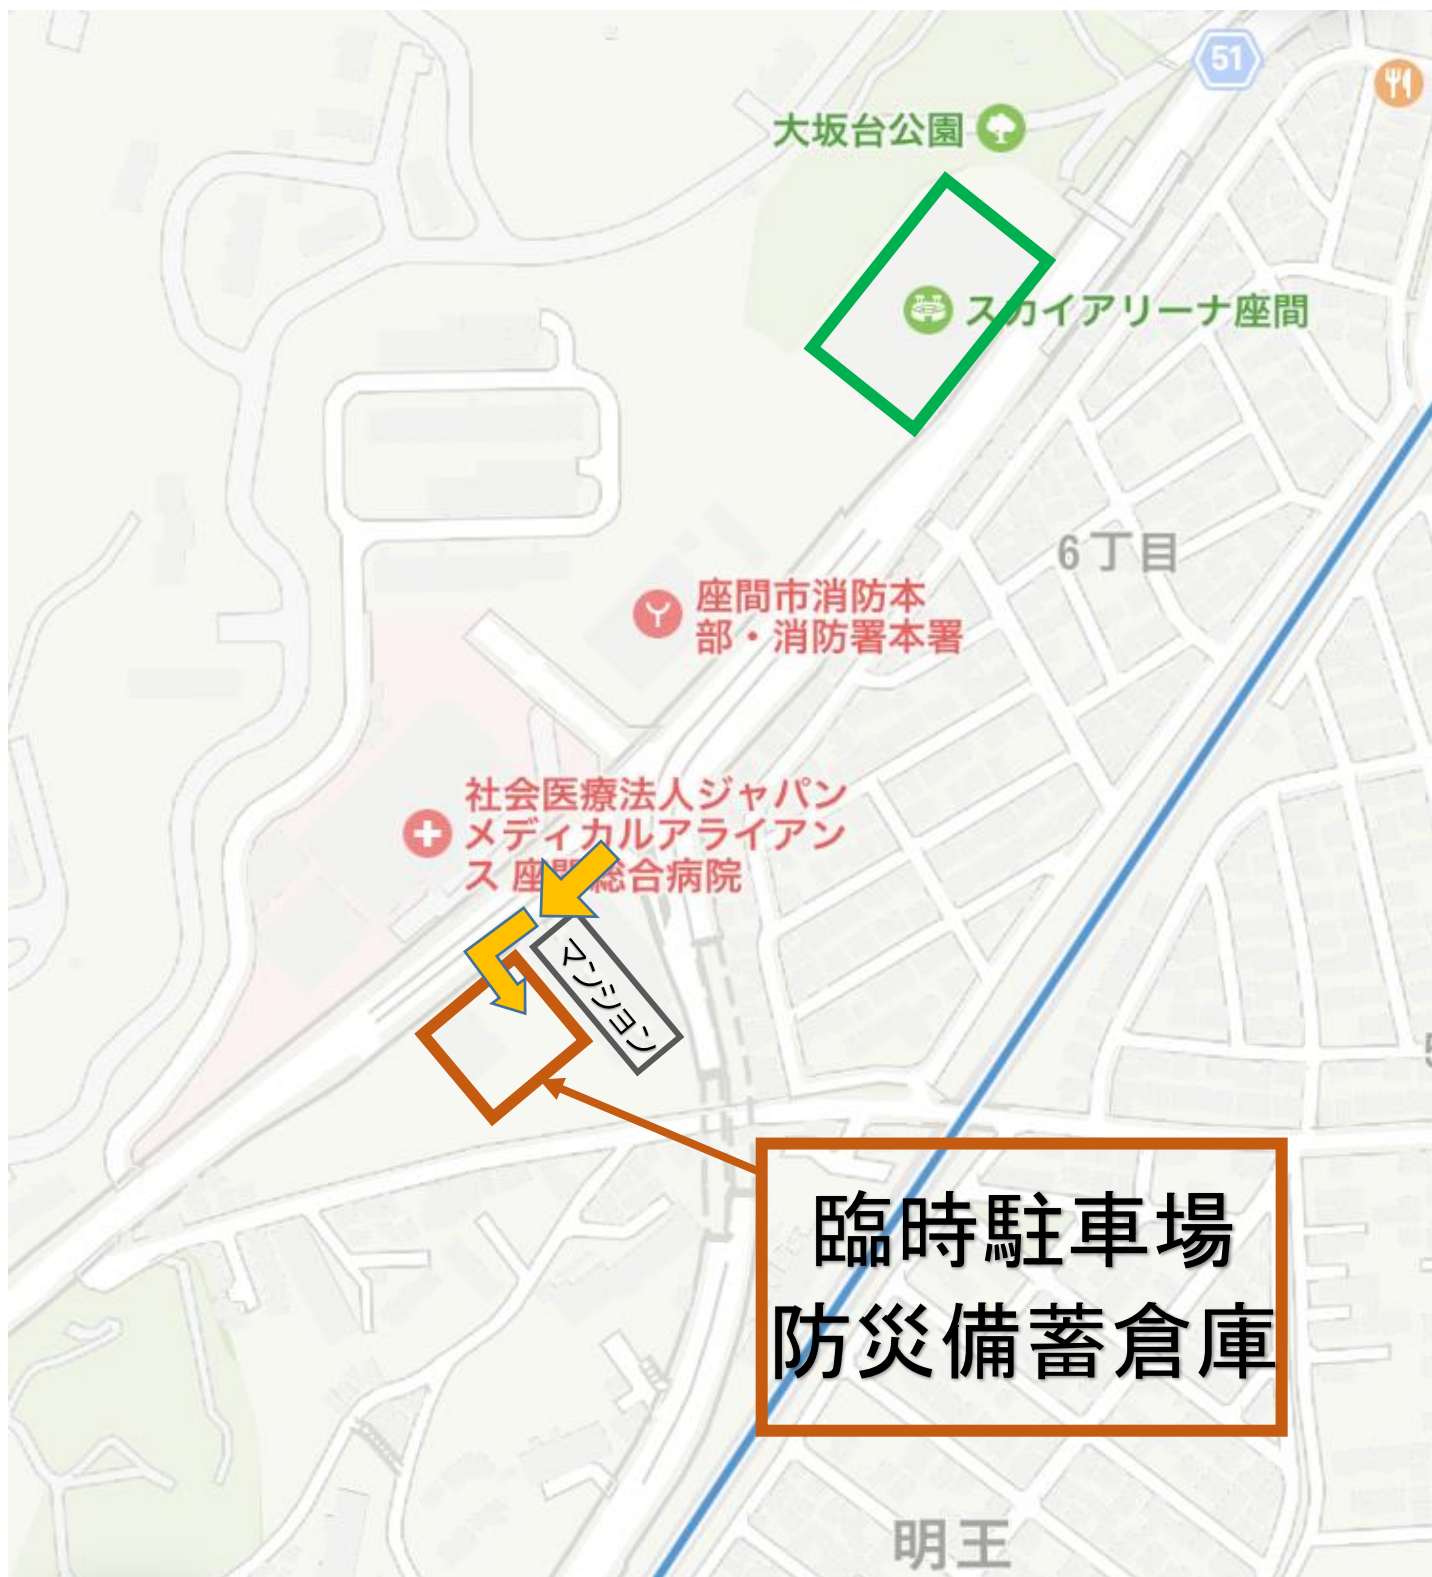 51
大坂台公園
スカイアリーナ座間
6丁目
座間市消防本
部・消防署本署
社会医療法人ジャパン
メディカルアライアン
ス 座間総合病院
マンション
臨時駐車場
防災備蓄倉庫
明王